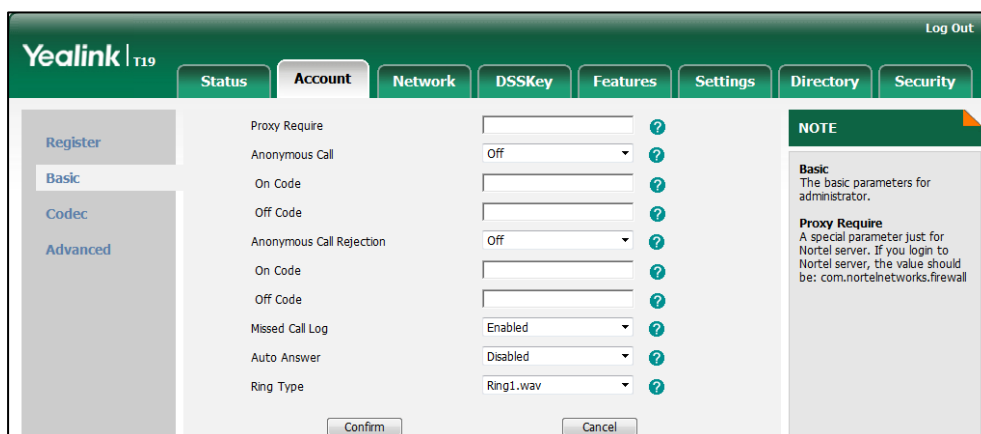 Log Out
Yealink | T19
Status Account Network DSSKey Features Settings Directory Security
Register
Basic
Codec
Advanced
Proxy Require ?
Anonymous Call Off ?
On Code ?
Off Code ?
Anonymous Call Rejection Off ?
On Code ?
Off Code ?
Missed Call Log Enabled ?
Auto Answer Disabled ?
Ring Type Ring1.wav ?
Confirm Cancel
NOTE
Basic
The basic parameters for
administrator.
Proxy Require
A special parameter just for
Nortel server. If you login to
Nortel server, the value should
be: com.nortelnetworks.firewall